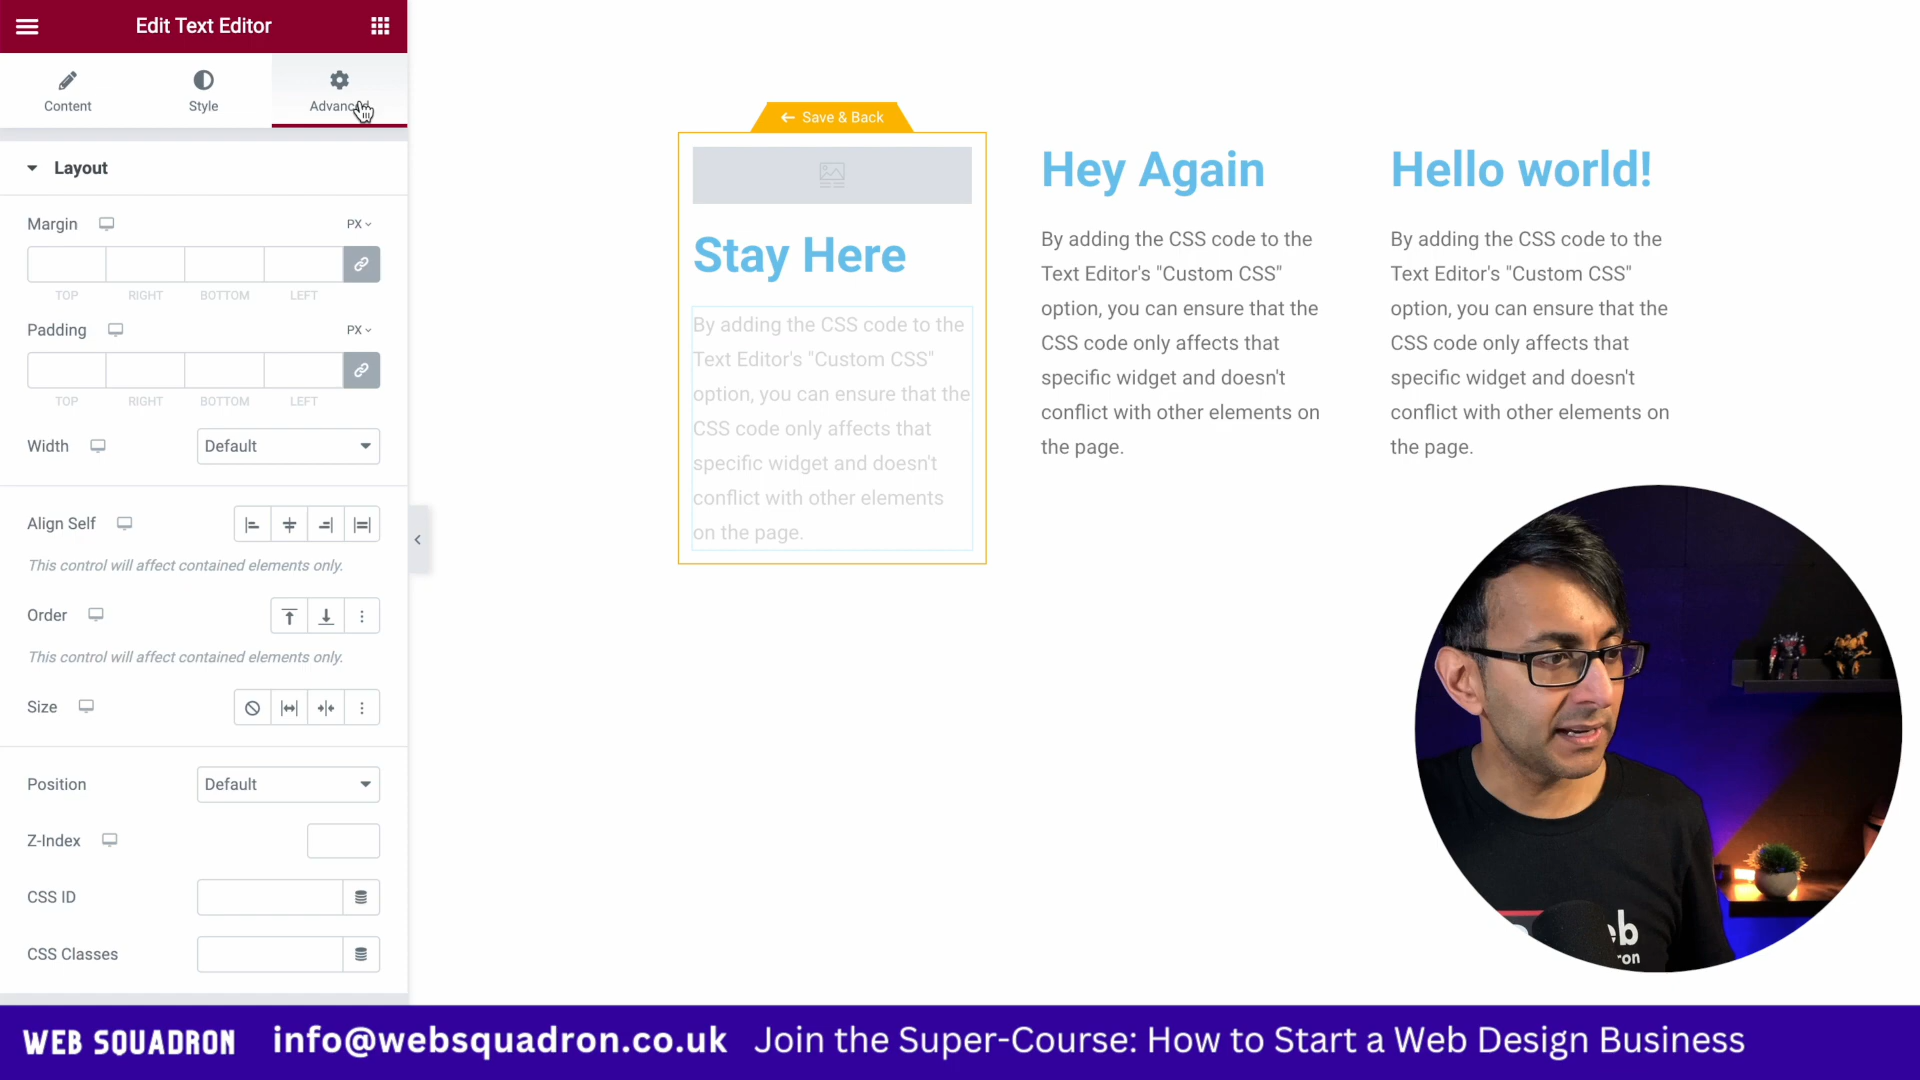 Edit Text Editor
Content
Style
Advanced
Layout
Margin
PX
TOP RIGHT BOTTOM LEFT
Padding
PX
TOP RIGHT BOTTOM LEFT
Width
Default
Align Self
This control will affect contained elements only.
Order
This control will affect contained elements only.
Size
Position
Default
Z-Index
CSS ID
CSS Classes
Save & Back
Stay Here
By adding the CSS code to the
Text Editor's "Custom CSS"
option, you can ensure that the
CSS code only affects that
specific widget and doesn't
conflict with other elements
on the page.
Hey Again
By adding the CSS code to the
Text Editor's "Custom CSS"
option, you can ensure that the
CSS code only affects that
specific widget and doesn't
conflict with other elements on
the page.
Hello world!
By adding the CSS code to the
Text Editor's "Custom CSS"
option, you can ensure that the
CSS code only affects that
specific widget and doesn't
conflict with other elements on
the page.
WEB SQUADRON info@websquadron.co.uk Join the Super-Course: How to Start a Web Design Business